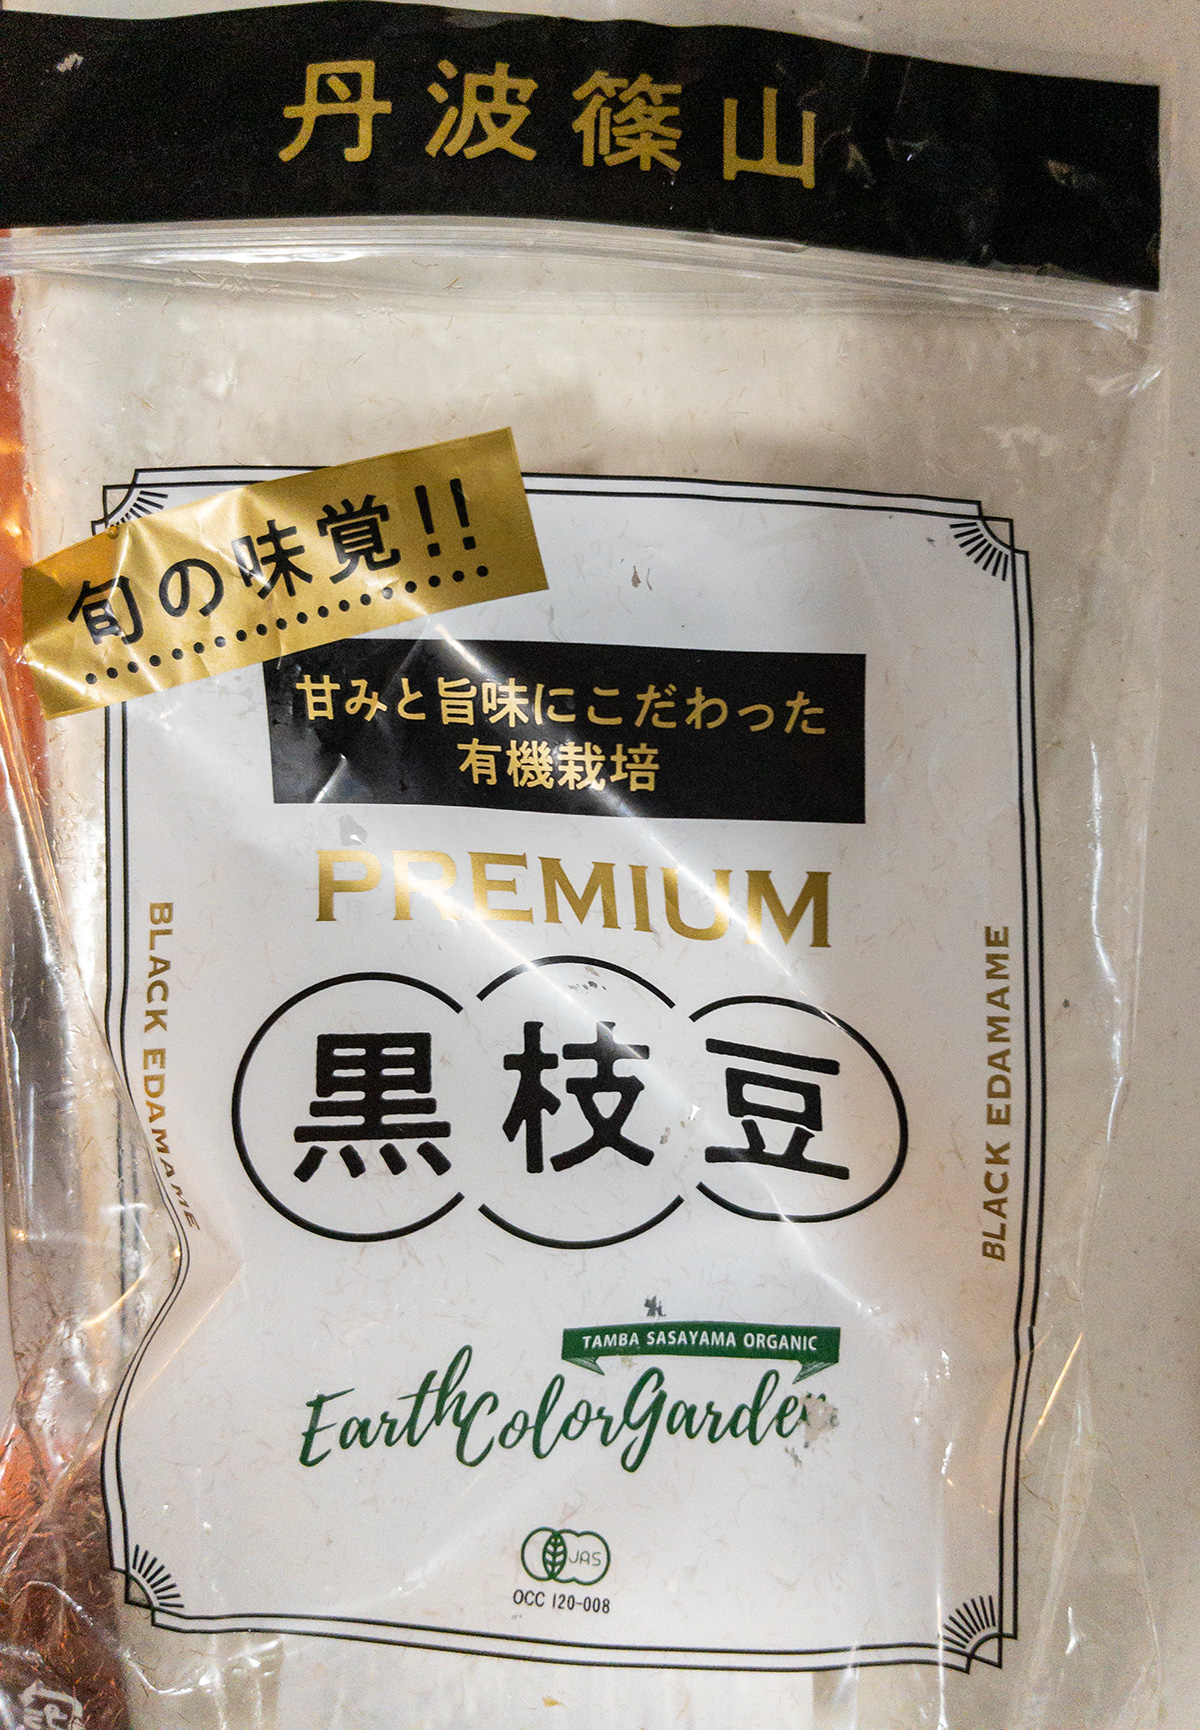 丹波篠山
旬の味覚!!
甘みと旨味にこだわった
有機栽培
PREMIUM
黒枝豆
BLACK EDAMAME
BLACK EDAMAME
TAMBA SASAYAMA ORGANIC
EarthColorGarden
JAS
OCC 120-008